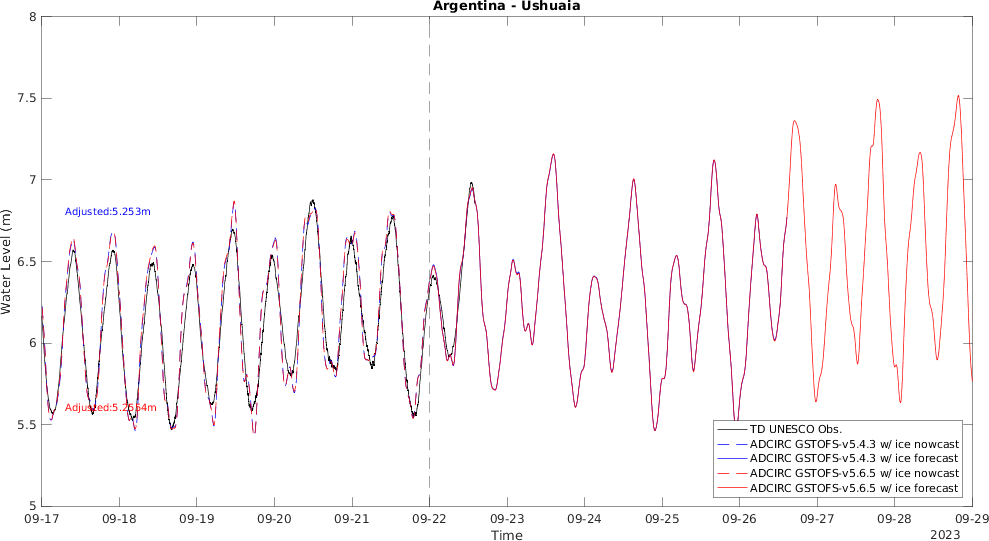 Argentina - Ushuaia
8
7.5
7
6.5
6
5.5
5
Water Level (m)
Adjusted:5.253m
Adjusted:5.2554m
TD UNESCO Obs.
ADCIRC GSTOFS-v5.4.3 w/ ice nowcast
ADCIRC GSTOFS-v5.4.3 w/ ice forecast
ADCIRC GSTOFS-v5.6.5 w/ ice nowcast
ADCIRC GSTOFS-v5.6.5 w/ ice forecast
09-17 09-18 09-19 09-20 09-21 09-22 09-23 09-24 09-25 09-26 09-27 09-28 09-29
Time
2023